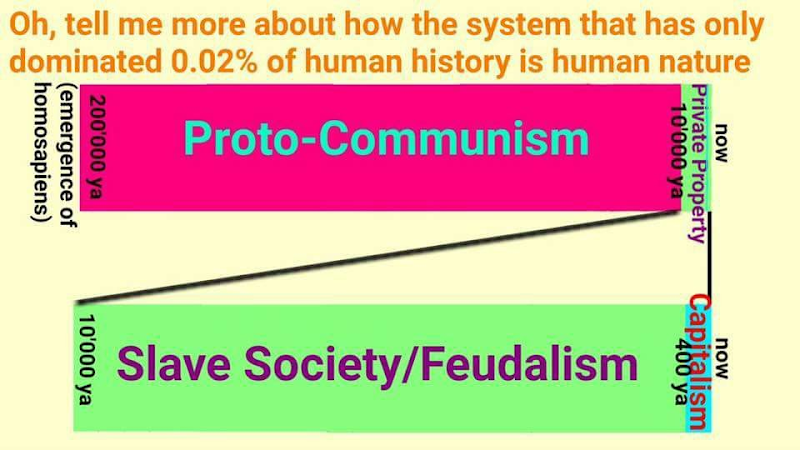 Oh, tell me more about how the system that has only
dominated 0.02% of human history is human nature
(emergence of
homosapiens)
200'000 ya
Proto-Communism
10'000 ya
Private Property
now
10'000 ya
Slave Society/Feudalism
400 ya
Capitalism
now